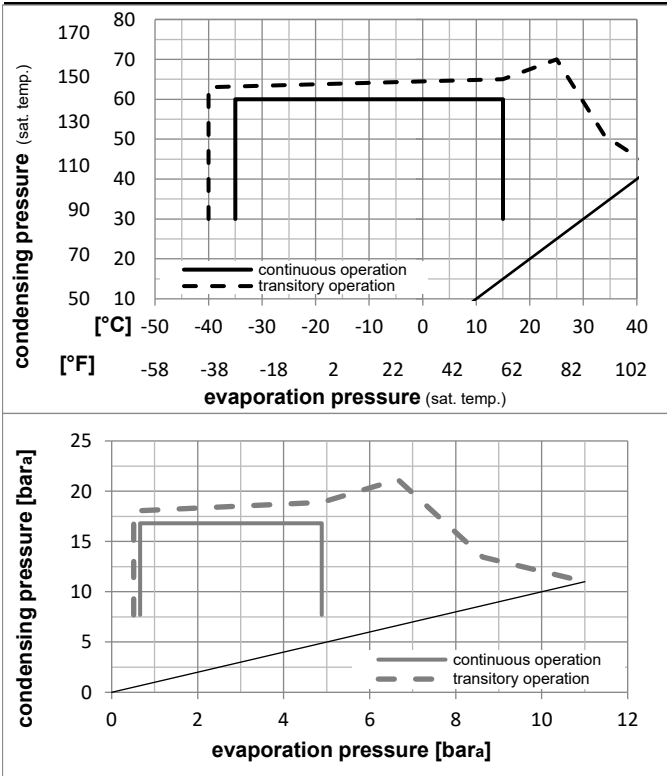 condensing pressure (sat. temp.)
170 80
150 70
60
130 50
110 40
90 30
20
50 10
70
continuous operation
transitory operation
[°C] -50 -40 -30 -20 -10 0 10 20 30 40
[°F] -58 -38 -18 2 22 42 62 82 102
evaporation pressure (sat. temp.)
condensing pressure [bara]
25
20
15
10
5
0
continuous operation
transitory operation
0 2 4 6 8 10 12
evaporation pressure [bara]